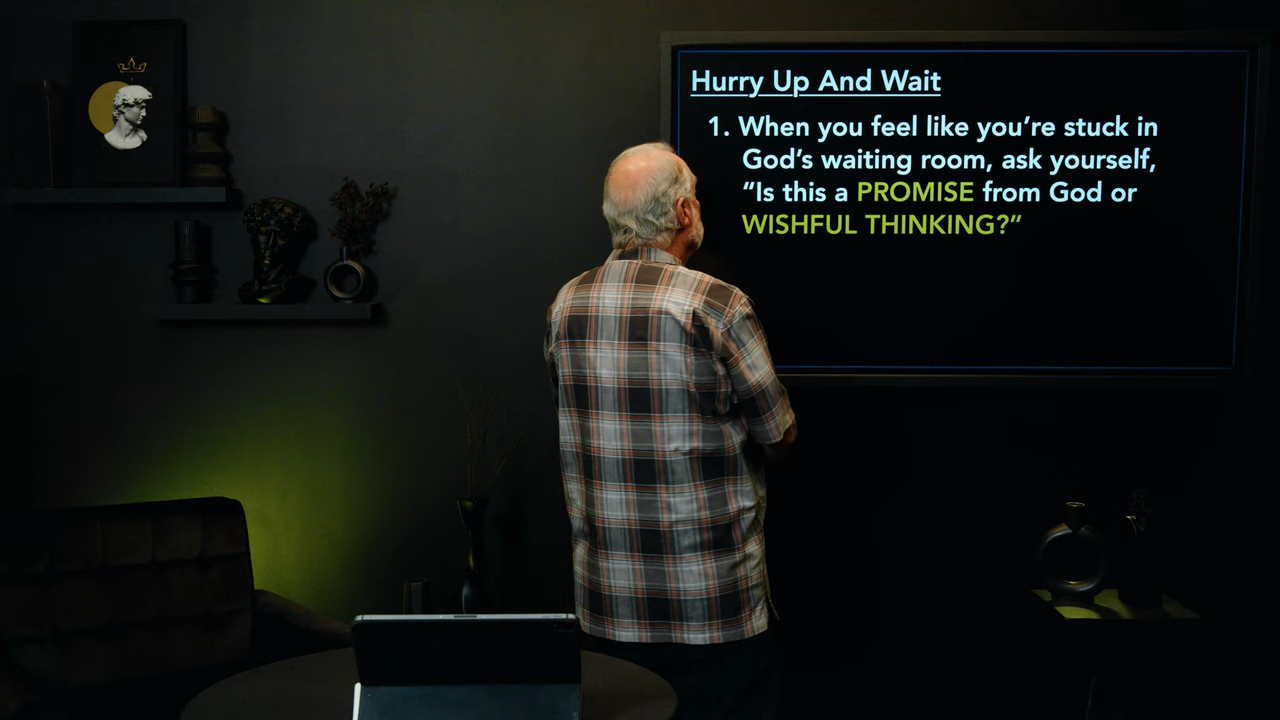 Hurry Up And Wait
1. When you feel like you’re stuck in
God’s waiting room, ask yourself,
“Is this a PROMISE from God or
WISHFUL THINKING?”